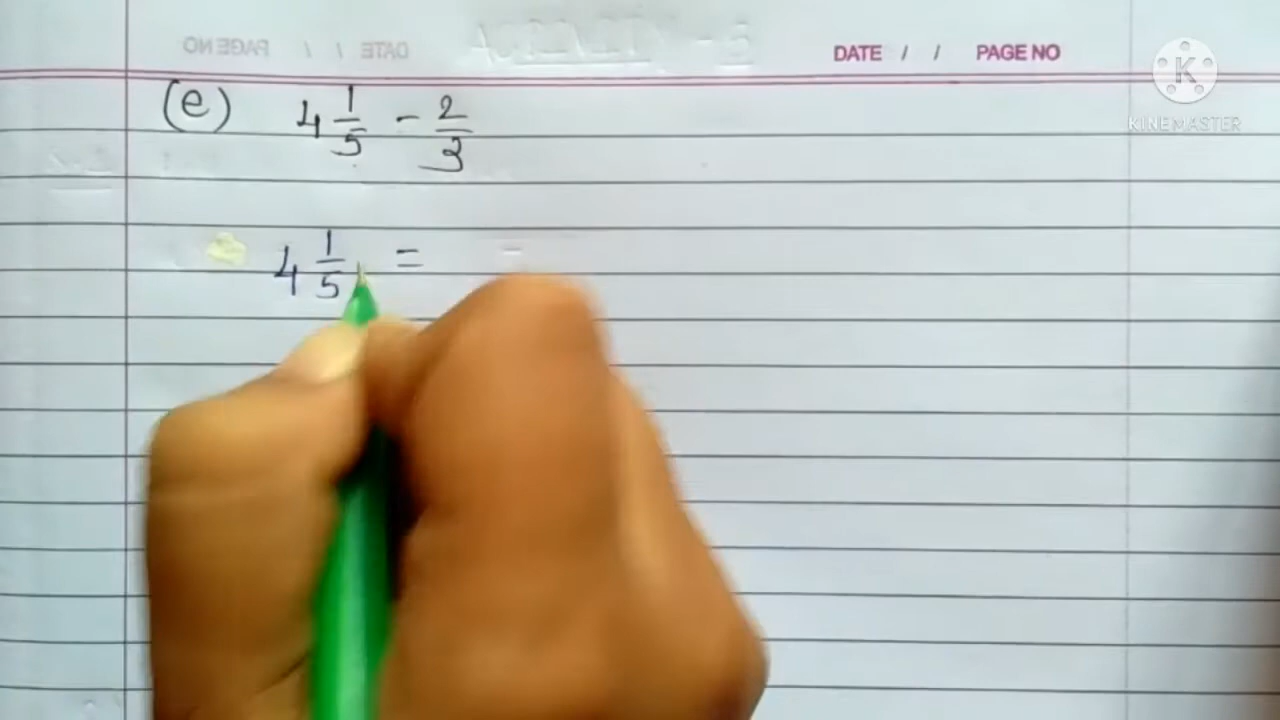 DATE / / PAGE NO
K
KINEMASTER
(e) 4 1/5 - 2/3
4 1/5 =